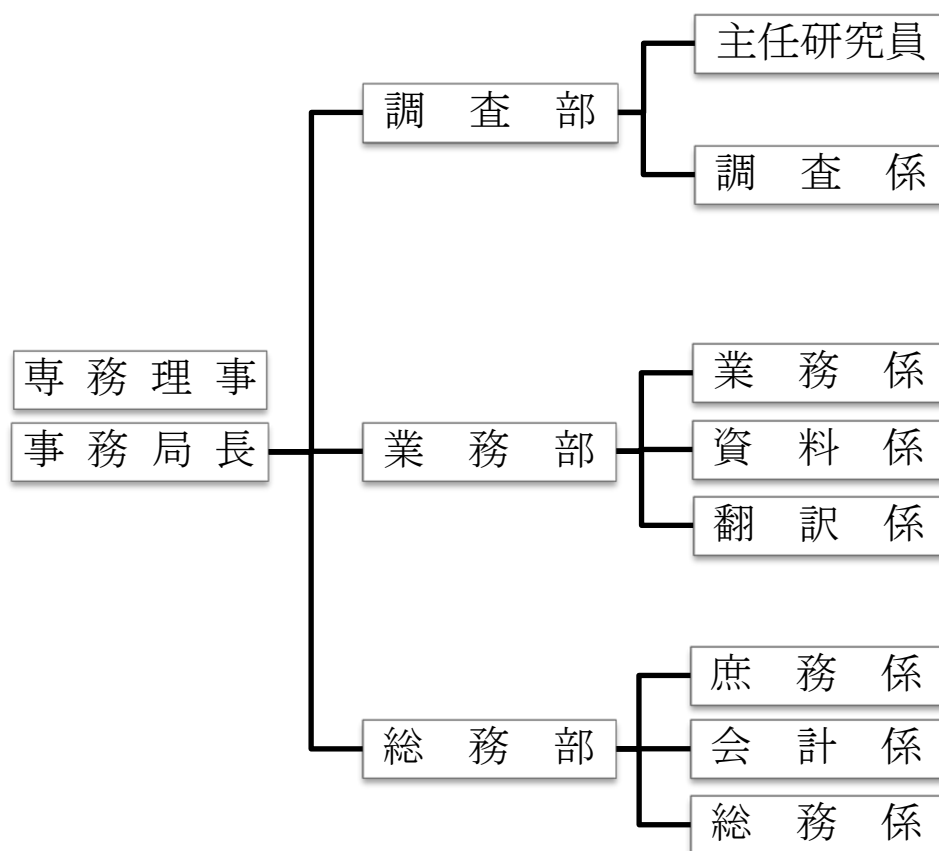 主任研究員
調査部
調査係
専務理事
事務局長
業務部
業務係
資料係
翻訳係
総務部
庶務係
会計係
総務係